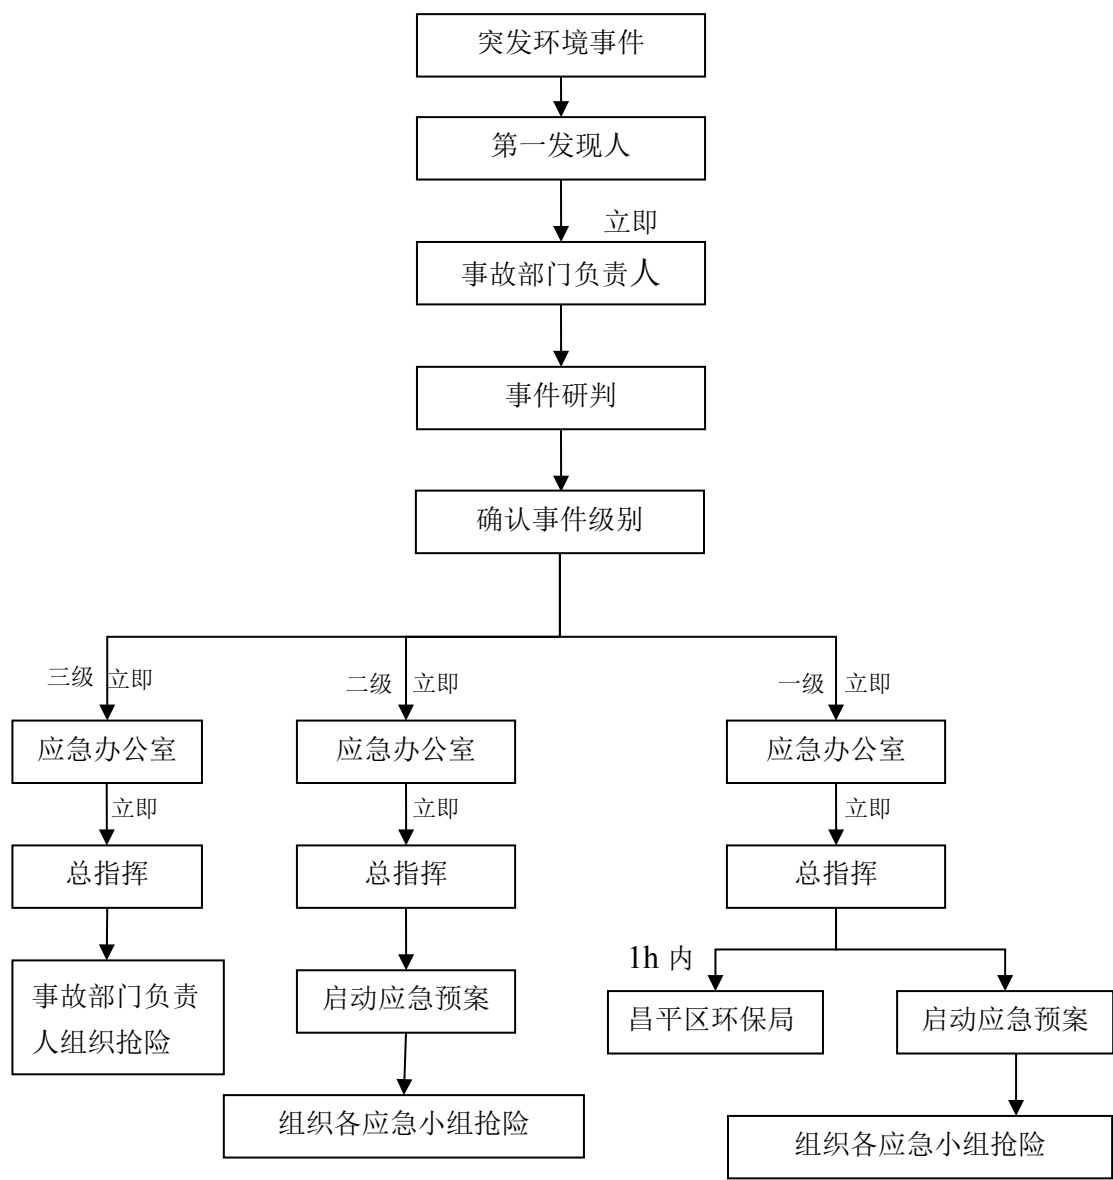 突发环境事件
第一发现人
立即
事故部门负责人
事件研判
确认事件级别
三级 立即
二级 立即
一级 立即
应急办公室
应急办公室
应急办公室
立即
立即
立即
总指挥
总指挥
总指挥
1h 内
事故部门负责
人组织抢险
启动应急预案
昌平区环保局
启动应急预案
组织各应急小组抢险
组织各应急小组抢险